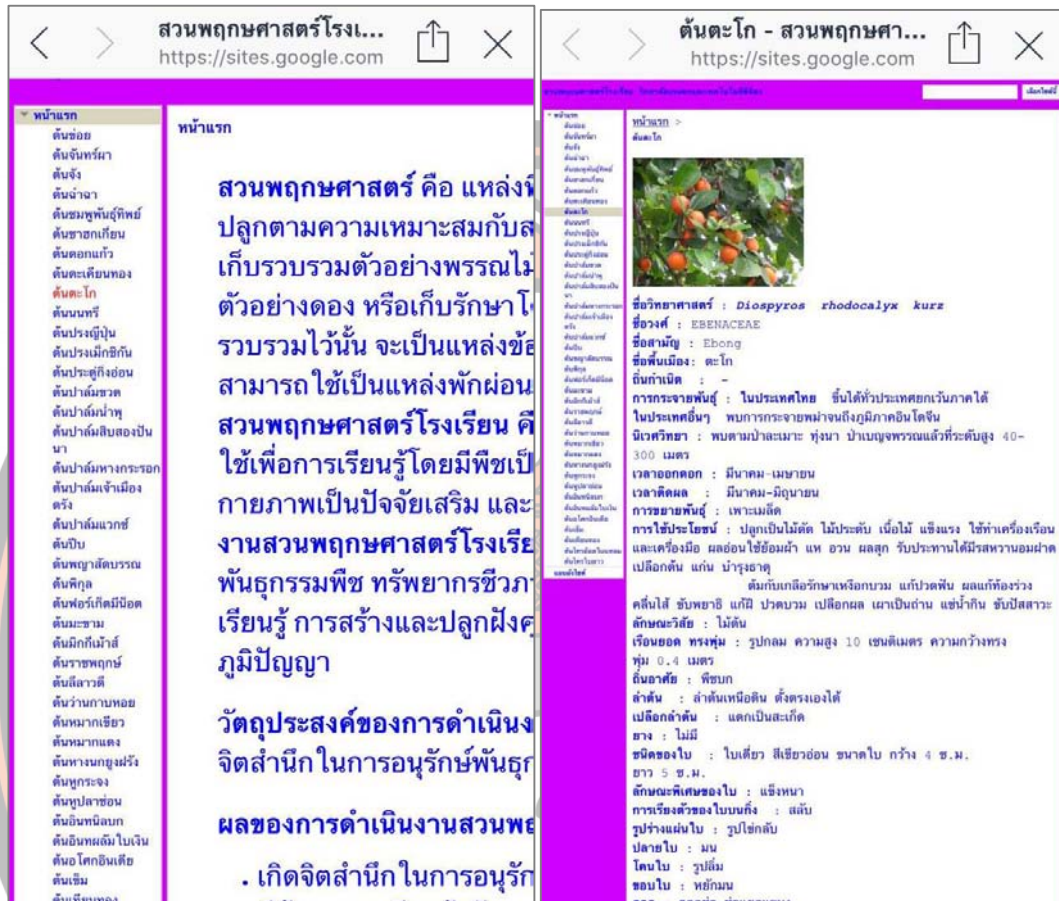 สวนพฤกษศาสตร์โรงเ...
https://sites.google.com
หน้าแรก
ต้นข่อย
ต้นจันทร์ผา
ต้นจัง
ต้นฉำฉา
ต้นชมพูพันธุ์ทิพย์
ต้นชาฮกเกี้ยน
ต้นดอกแก้ว
ต้นตะเคียนทอง
ต้นตะโก
ต้นนนทรี
ต้นปรงญี่ปุ่น
ต้นปรงเม็กซิกัน
ต้นประดู่กิ่งอ่อน
ต้นปาล์มขวด
ต้นปาล์มน้ำพุ
ต้นปาล์มสิบสองปัน
นา
ต้นปาล์มหางกระรอก
ต้นปาล์มเจ้าเมือง
ตรัง
ต้นปาล์มแวกซ์
ต้นปีบ
ต้นพญาสัตบรรณ
ต้นพิกุล
ต้นฟอร์เก็ตมีน็อต
ต้นมะขาม
ต้นมิกกี้เม้าส์
ต้นราชพฤกษ์
ต้นลีลาวดี
ต้นว่านกาบหอย
ต้นหมากเขียว
ต้นหมากแดง
ต้นหางนกยูงฝรั่ง
ต้นหูกระจง
ต้นหูปลาช่อน
ต้นอินทนิลบก
ต้นอินทผลัมใบเงิน
ต้นอโศกอินเดีย
ต้นเข็ม
ต้นเทียนทอง
หน้าแรก
สวนพฤกษศาสตร์ คือ แหล่งที่
ปลูกตามความเหมาะสมกับส
เก็บรวบรวมตัวอย่างพรรณไม้
ตัวอย่างดอง หรือเก็บรักษาโ
รวบรวมไว้นั้น จะเป็นแหล่งข้อ
สามารถใช้เป็นแหล่งพักผ่อน
สวนพฤกษศาสตร์โรงเรียน คื
ใช้เพื่อการเรียนรู้โดยมีพืชเป็
กายภาพเป็นปัจจัยเสริม และ
งานสวนพฤกษศาสตร์โรงเรีย
พันธุกรรมพืช ทรัพยากรชีวภา
เรียนรู้ การสร้างและปลูกฝังค
ภูมิปัญญา
วัตถุประสงค์ของการดำเนินง
จิตสำนึกในการอนุรักษ์พันธุก
ผลของการดำเนินงานสวนพฤ
. เกิดจิตสำนึกในการอนุรัก
ต้นตะโก - สวนพฤกษศา...
https://sites.google.com
หน้าแรก >
ต้นตะโก
ชื่อวิทยาศาสตร์ : Diospyros rhodocalyx kurz
ชื่อวงศ์ : EBENACEAE
ชื่อสามัญ : Ebong
ชื่อพื้นเมือง: ตะโก
ถิ่นกำเนิด : -
การกระจายพันธุ์ : ในประเทศไทย ขึ้นได้ทั่วประเทศยกเว้นภาคใต้
ในประเทศอื่นๆ พบการกระจายพม่าจนถึงภูมิภาคอินโดจีน
นิเวศวิทยา : พบตามป่าละเมาะ ทุ่งนา ป่าเบญจพรรณแล้วที่ระดับสูง 40-
300 เมตร
เวลาออกดอก : มีนาคม-เมษายน
เวลาติดผล : มีนาคม-มิถุนายน
การขยายพันธุ์ : เพาะเมล็ด
การใช้ประโยชน์ : ปลูกเป็นไม้ดัด ไม้ประดับ เนื้อไม้ แข็งแรง ใช้ทำเครื่องเรือน
และเครื่องมือ ผลอ่อนใช้ย้อมผ้า แห อวน ผลสุก รับประทานได้มีรสหวานอมฝาด
เปลือกต้น แก่น บำรุงธาตุ
ต้มกับเกลือรักษาเหงือกบวม แก้ปวดฟัน ผลแก้ท้องร่วง
คลื่นไส้ ขับพยาธิ แก้ฝี ปวดบวม เปลือกผล เผาเป็นถ่าน แช่น้ำกิน ขับปัสสาวะ
ลักษณะวิสัย : ไม้ต้น
เรือนยอด ทรงพุ่ม : รูปกลม ความสูง 10 เซนติเมตร ความกว้างทรง
พุ่ม 0.4 เมตร
ถิ่นอาศัย : พืชบก
ลำต้น : ลำต้นเหนือดิน ตั้งตรงเองได้
เปลือกลำต้น : แตกเป็นสะเก็ด
ยาง : ไม่มี
ชนิดของใบ : ใบเดี่ยว สีเขียวอ่อน ขนาดใบ กว้าง 4 ซ.ม.
ยาว 5 ซ.ม.
ลักษณะพิเศษของใบ : แข็งหนา
การเรียงตัวของใบบนกิ่ง : สลับ
รูปร่างแผ่นใบ : รูปไข่กลับ
ปลายใบ : มน
โคนใบ : รูปลิ่ม
ขอบใบ : หยักมน